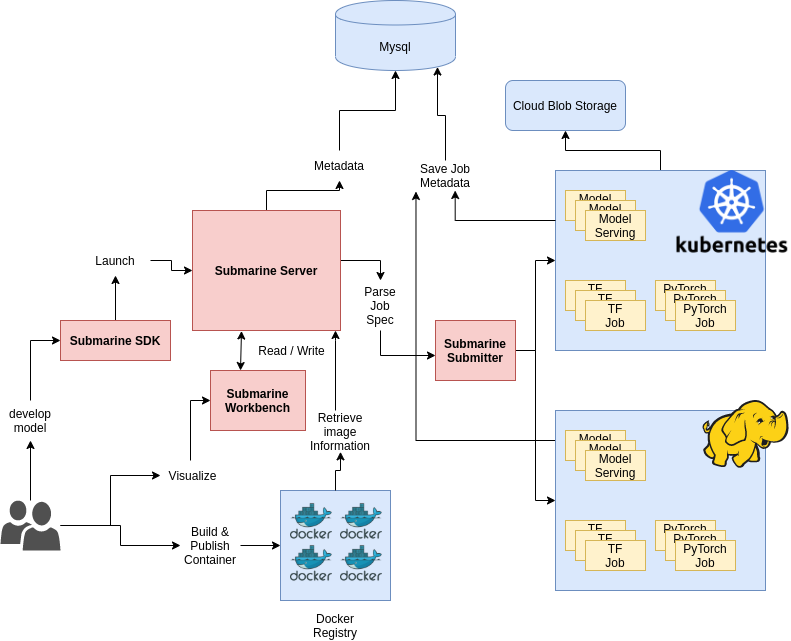 Mysql
Cloud Blob Storage
Metadata
Save Job
Metadata
Model
Model
Model
Serving
kubernetes
Launch
Submarine Server
Parse
Job
Spec
TF
TF
TF
Job
PyTorch
PyTorch
PyTorch
Job
Submarine SDK
Submarine
Submitter
Read / Write
Submarine
Workbench
develop
model
Retrieve
image
Information
Model
Model
Model
Serving
Visualize
Build &
Publish
Container
docker
docker
docker
docker
TF
TF
TF
Job
PyTorch
PyTorch
PyTorch
Job
Docker
Registry